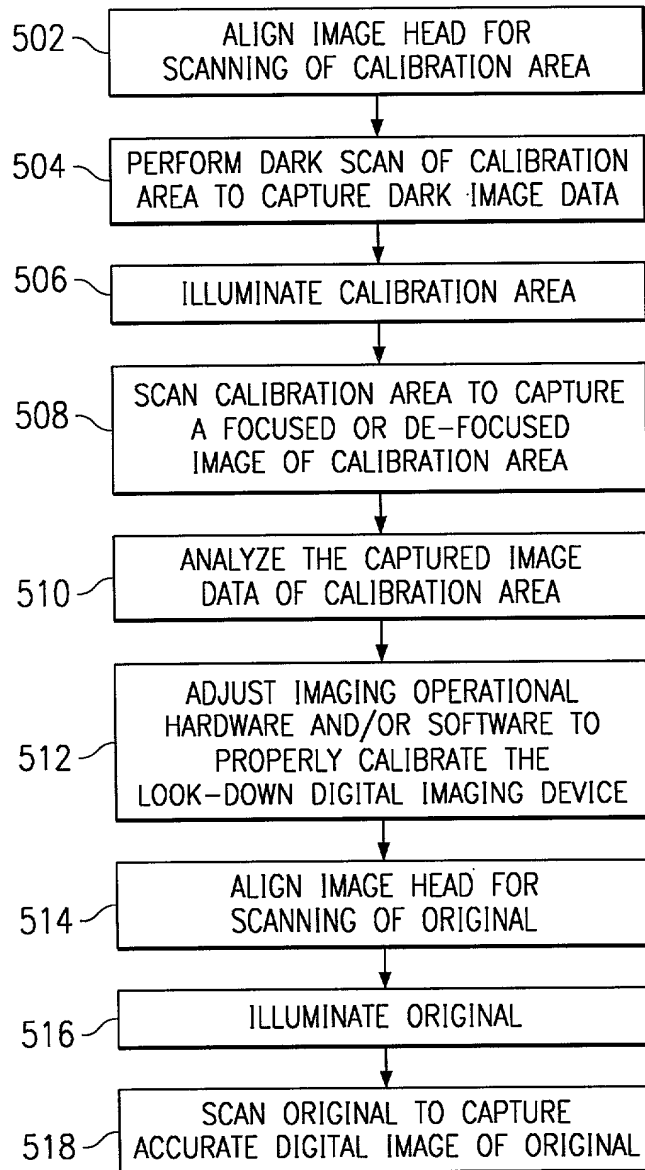 502
ALIGN IMAGE HEAD FOR
SCANNING OF CALIBRATION AREA
504
PERFORM DARK SCAN OF CALIBRATION
AREA TO CAPTURE DARK IMAGE DATA
506
ILLUMINATE CALIBRATION AREA
508
SCAN CALIBRATION AREA TO CAPTURE
A FOCUSED OR DE-FOCUSED
IMAGE OF CALIBRATION AREA
510
ANALYZE THE CAPTURED IMAGE
DATA OF CALIBRATION AREA
512
ADJUST IMAGING OPERATIONAL
HARDWARE AND/OR SOFTWARE TO
PROPERLY CALIBRATE THE
LOOK-DOWN DIGITAL IMAGING DEVICE
514
ALIGN IMAGE HEAD FOR
SCANNING OF ORIGINAL
516
ILLUMINATE ORIGINAL
518
SCAN ORIGINAL TO CAPTURE
ACCURATE DIGITAL IMAGE OF ORIGINAL